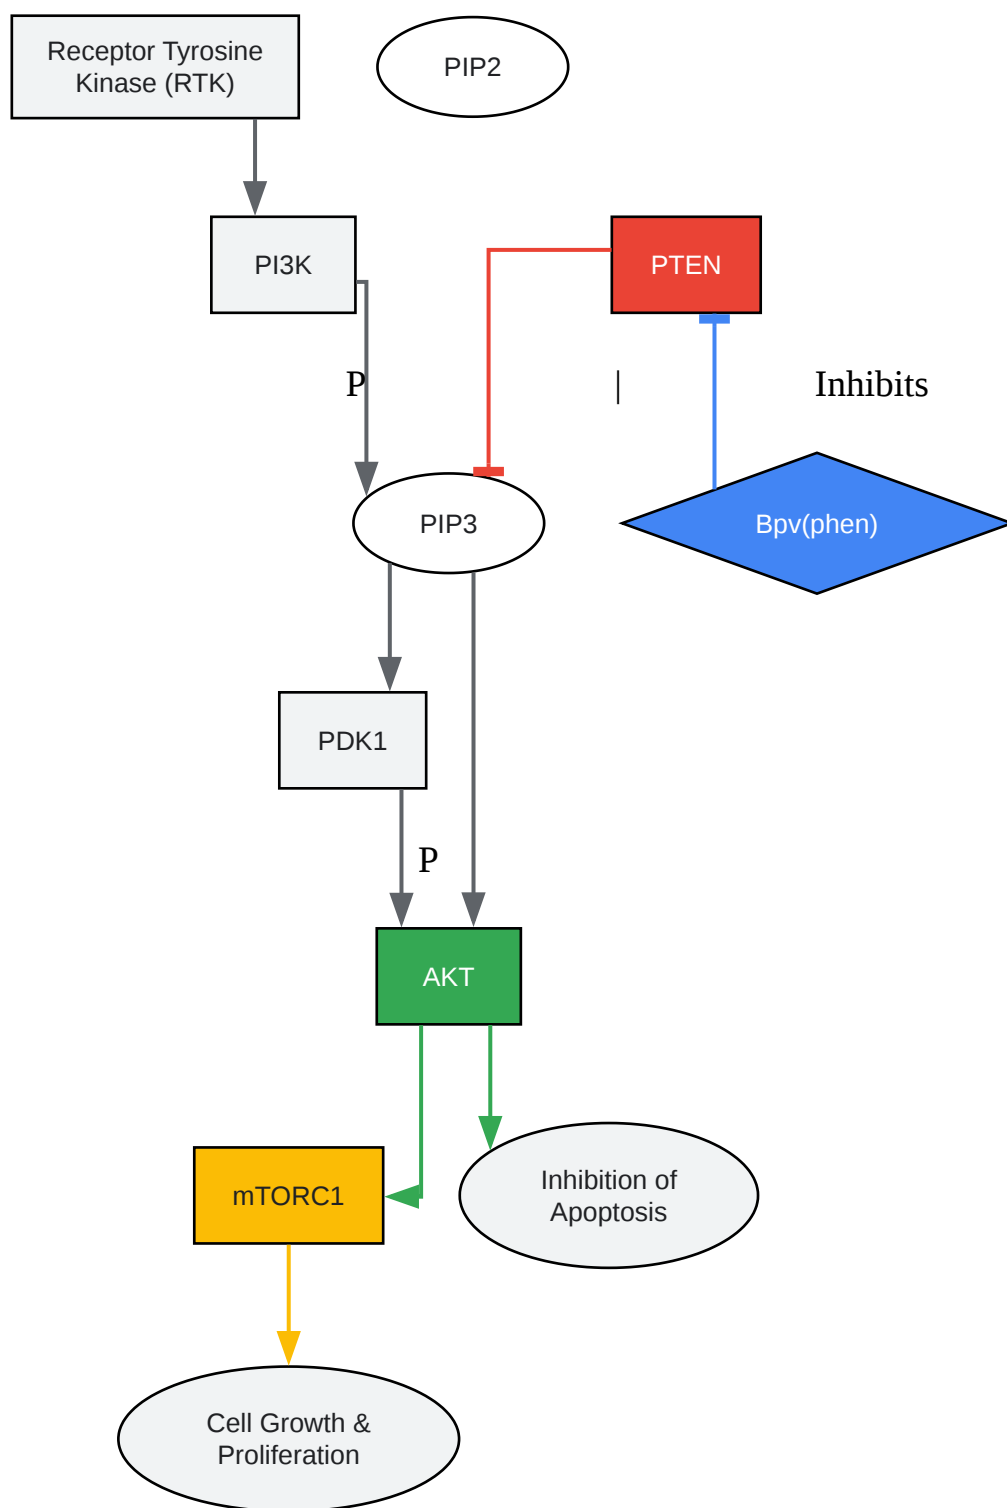 Receptor Tyrosine
Kinase (RTK)
PIP2
PI3K
PTEN
P
|
Inhibits
PIP3
Bpv(phen)
PDK1
P
AKT
mTORC1
Inhibition of
Apoptosis
Cell Growth &
Proliferation